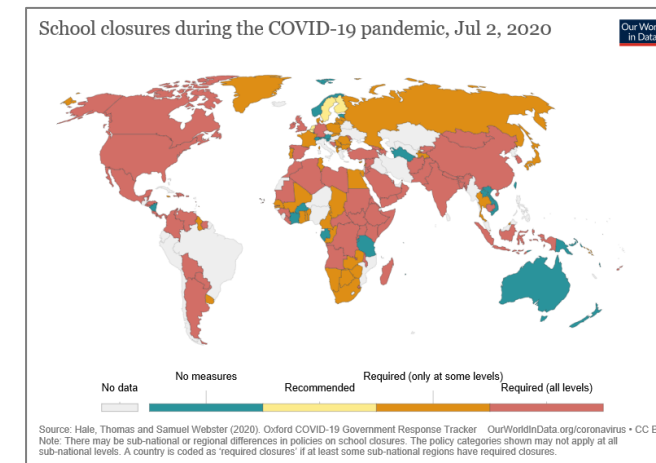 School closures during the COVID-19 pandemic, Jul 2, 2020
Our Wor
in Data
No data
No measures
Recommended
Required (only at some levels)
Required (all levels)
Source: Hale, Thomas and Samuel Webster (2020). Oxford COVID-19 Government Response Tracker OurWorldInData.org/coronavirus • CC B
Note: There may be sub-national or regional differences in policies on school closures. The policy categories shown may not apply at all
sub-national levels. A country is coded as 'required closures' if at least some sub-regions have required closures.